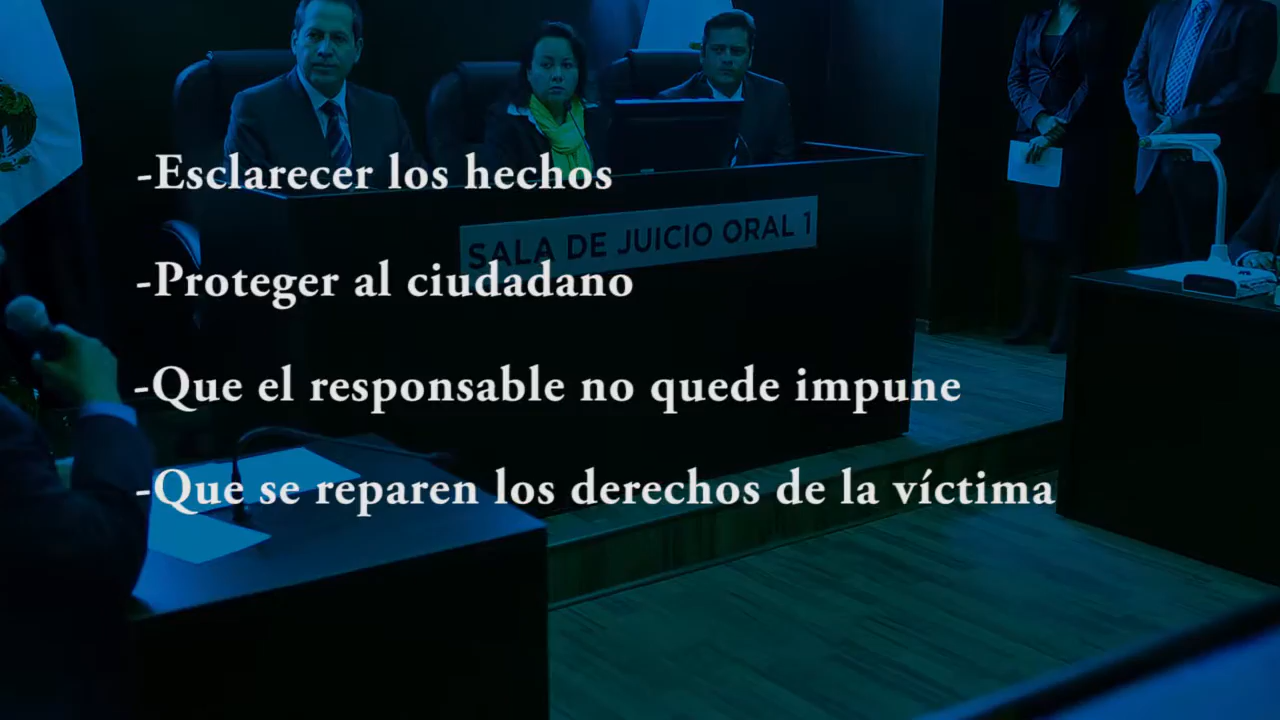 -Esclarecer los hechos
SALA DE JUICIO ORAL 1
-Proteger al ciudadano
-Que el responsable no quede impune
-Que se reparen los derechos de la víctima